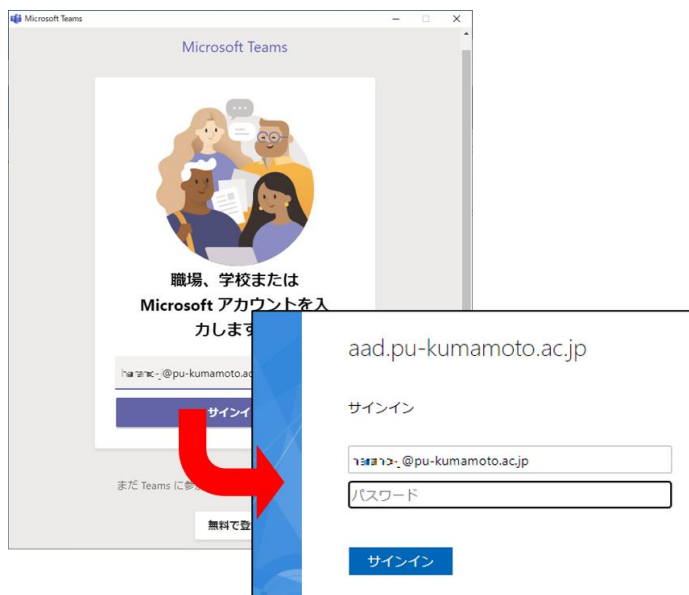 Microsoft Teams
Microsoft Teams
職場、学校または
Microsoft アカウントを入
力します
@pu-kumamoto.ac
サインイ
まだ Teams に参
無料で登
aad.pu-kumamoto.ac.jp
サインイン
@pu-kumamoto.ac.jp
パスワード
サインイン